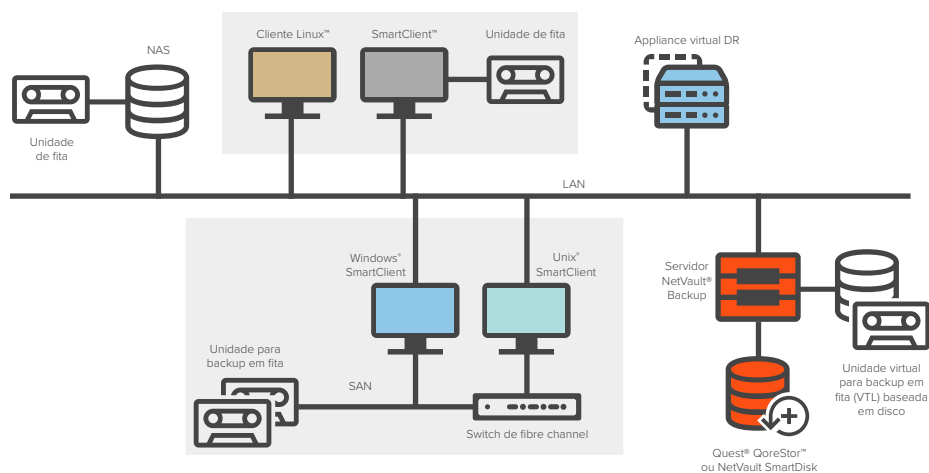 Cliente Linux™
SmartClient™
Unidade de fita
Appliance virtual DR
NAS
Unidade
de fita
LAN
Windows®
SmartClient
Unix®
SmartClient
Servidor
NetVault®
Backup
Unidade para
backup em fita
SAN
Switch de fibre channel
Unidade virtual
para backup em
fita (VTL) baseada
em disco
Quest® QoreStor™
ou NetVault SmartDisk